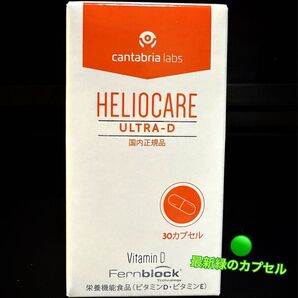 cantabria labs
HELIOCARE
ULTRA-D
国内正規品
30カプセル
最新緑のカプセル
Vitamin D
Fernblock
Technology
栄養機能食品(ビタミンD・ビタミンE)